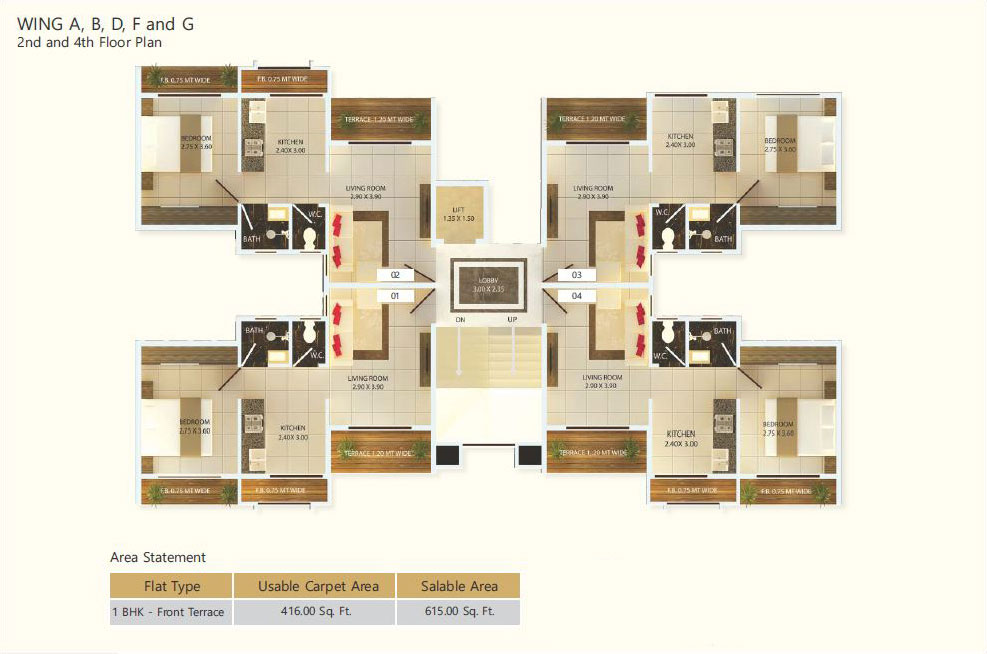 WING A, B, D, F and G
2nd and 4th Floor Plan
F.B. 0.75 MT WIDE
F.B. 0.75 MT WIDE
TERRACE 1.20 MT WIDE
TERRACE 1.20 MT WIDE
BEDROOM
2.75 X 3.60
KITCHEN
2.40X 3.00
KITCHEN
2.40X 3.00
BEDROOM
2.75 X 3.60
LIVING ROOM
2.90 X 3.90
LIVING ROOM
2.90 X 3.90
LIFT
1.35 X 1.50
BATH
W.C.
W.C.
BATH
02
03
LOBBY
3.00 X 2.35
01
04
DN
UP
BATH
W.C.
W.C.
BATH
LIVING ROOM
2.90 X 3.90
LIVING ROOM
2.90 X 3.90
BEDROOM
2.75 X 3.60
KITCHEN
2.40X 3.00
KITCHEN
2.40X 3.00
BEDROOM
2.75 X 3.60
TERRACE 1.20 MT WIDE
TERRACE 1.20 MT WIDE
F.B. 0.75 MT WIDE
F.B. 0.75 MT WIDE
F.B. 0.75 MT WIDE
F.B. 0.75 MT WIDE
Area Statement
Flat Type Usable Carpet Area Salable Area
1 BHK - Front Terrace 416.00 Sq. Ft. 615.00 Sq. Ft.